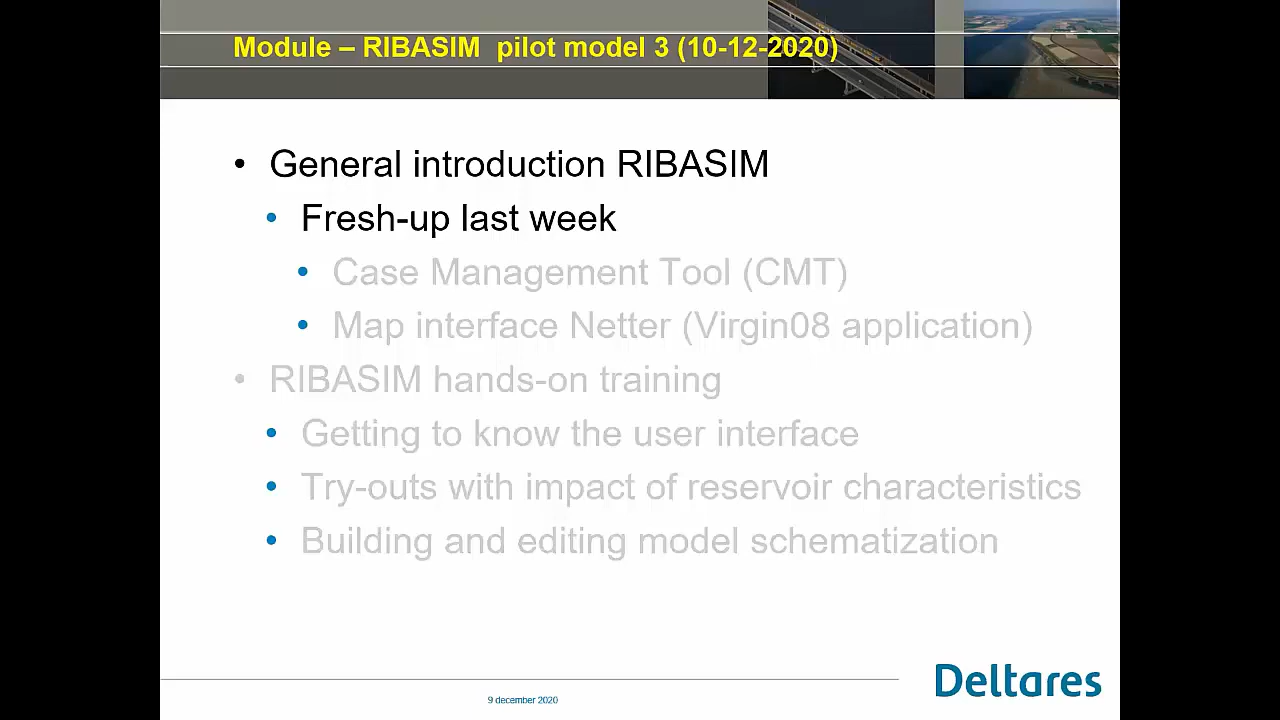 Module – RIBASIM pilot model 3 (10-12-2020)
• General introduction RIBASIM
• Fresh-up last week
• Case Management Tool (CMT)
• Map interface Netter (Virgin08 application)
• RIBASIM hands-on training
• Getting to know the user interface
• Try-outs with impact of reservoir characteristics
• Building and editing model schematization
9 december 2020
Deltares